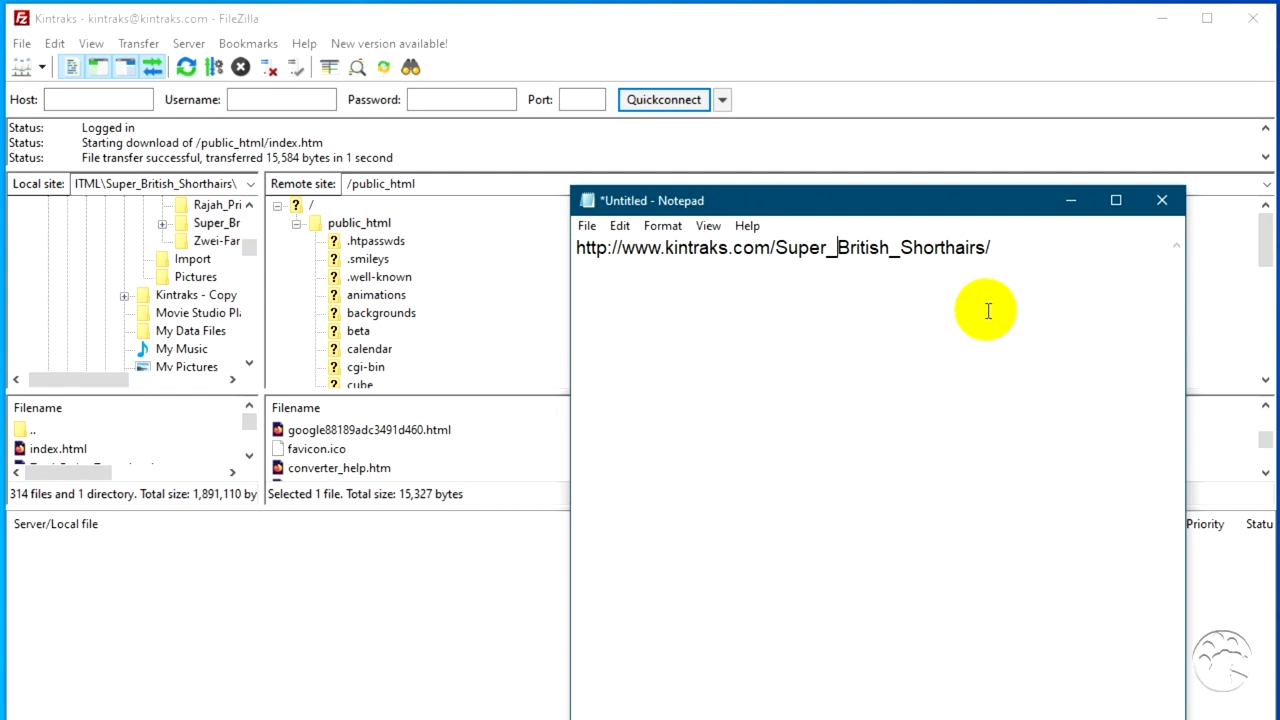 Kintraks - kintraks@kintraks.com - FileZilla
File Edit View Transfer Server Bookmarks Help New version available!
Host: Username: Password: Port: Quickconnect
Status: Logged in
Status: Starting download of /public_html/index.htm
Status: File transfer successful, transferred 15,584 bytes in 1 second
Local site: ITML\Super_British_Shorthairs\
Remote site: /public_html
Rajah_Pri
Super_Br
Zwei-Far
Import
Pictures
Kintraks - Copy
Movie Studio Pl
My Data Files
My Music
My Pictures
/
public_html
.htpasswds
.smileys
.well-known
animations
backgrounds
beta
calendar
cgi-bin
cube
*Untitled - Notepad
File Edit Format View Help
http://www.kintraks.com/Super_British_Shorthairs/
Filename
..
index.html
314 files and 1 directory. Total size: 1,891,110 by
Filename
google88189adc3491d460.html
favicon.ico
converter_help.htm
Selected 1 file. Total size: 15,327 bytes
Server/Local file
Priority Statu